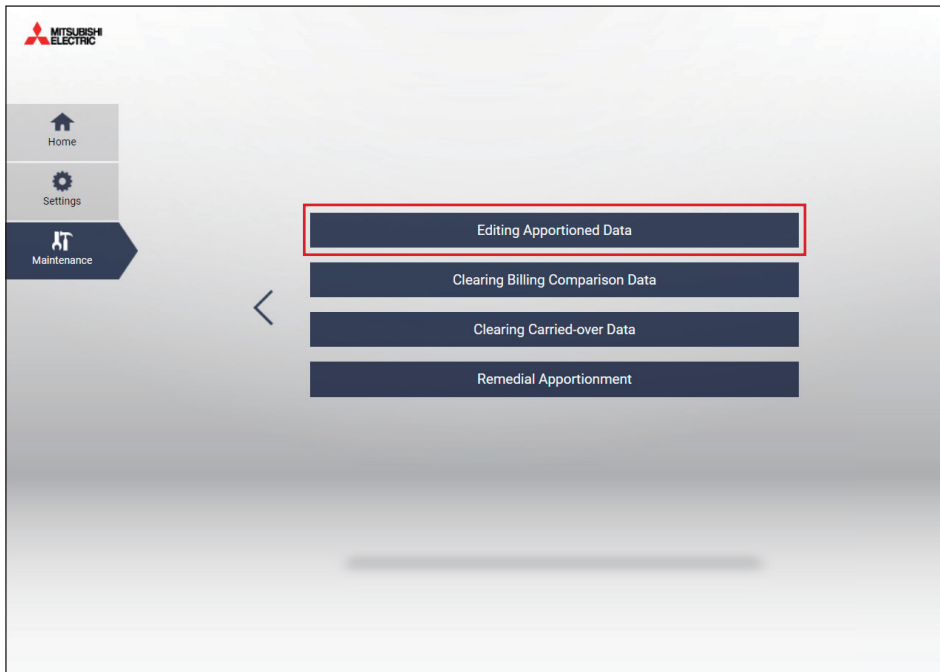 MITSUBISHI
ELECTRIC
Home
Settings
Maintenance
Editing Apportioned Data
Clearing Billing Comparison Data
Clearing Carried-over Data
Remedial Apportionment